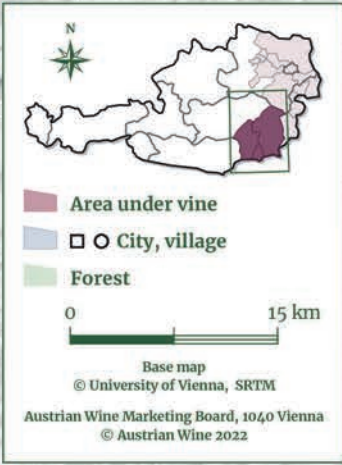 N
Area under vine
City, village
Forest
0 15 km
Base map
© University of Vienna, SRTM
Austrian Wine Marketing Board, 1040 Vienna
© Austrian Wine 2022